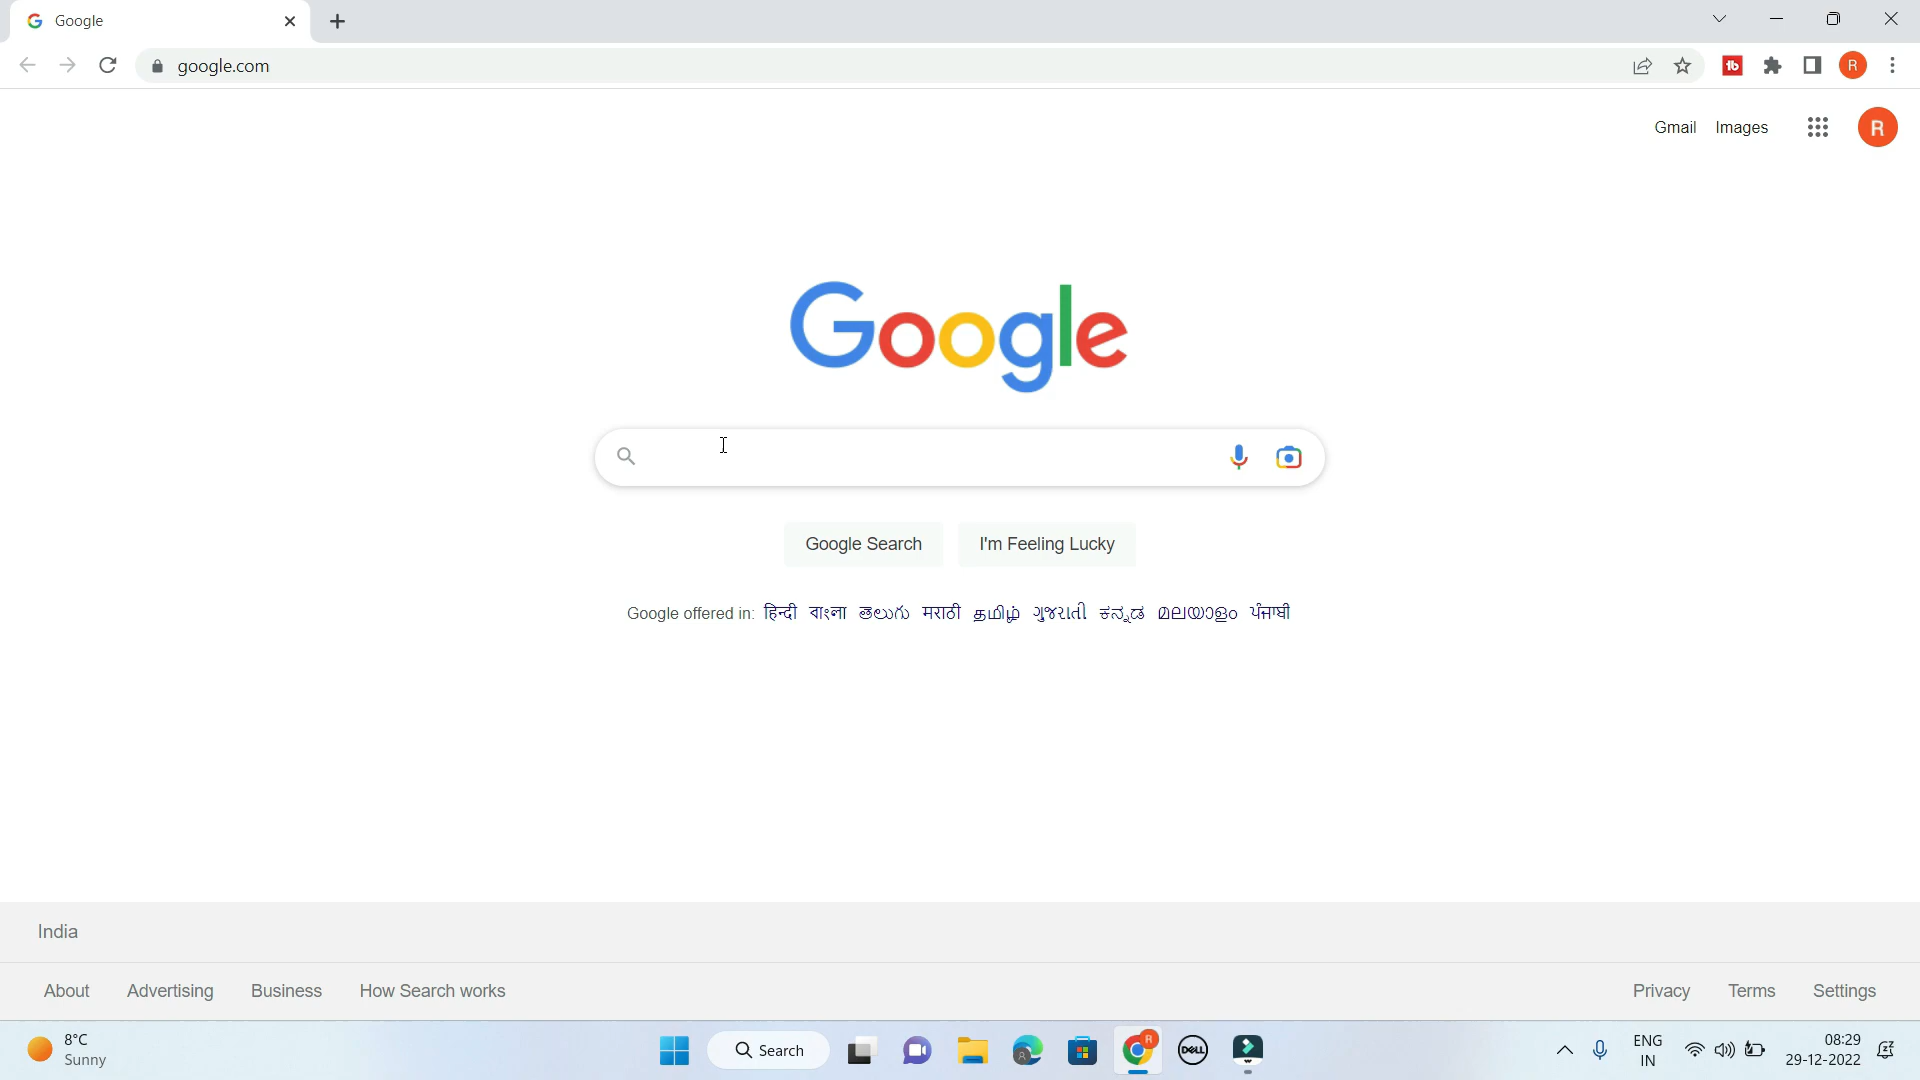 Google
google.com
Gmail Images
R
Google
Google Search I'm Feeling Lucky
Google offered in: हिन्दी বাংলা తెలుగు मराठी தமிழ் ગુજરાતી ಕನ್ನಡ മലയാളം ਪੰਜਾਬੀ
India
About Advertising Business How Search works
Privacy Terms Settings
8°C
Sunny
Search
R
DELL
ENG
IN
08:29
29-12-2022